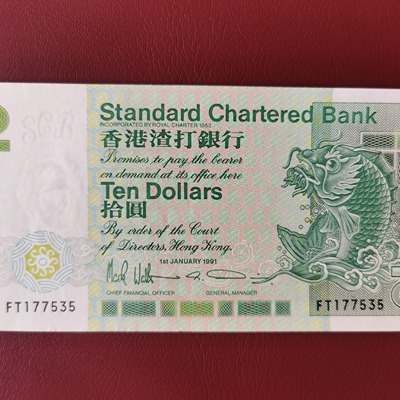 Standard Chartered Bank
INCORPORATED BY ROYAL CHARTER 1853
香港渣打銀行
Promises to pay the bearer
on demand at its office here
Ten Dollars
拾圓
By order of the Court
of Directors, Hong Kong.
1st JANUARY 1991
CHIEF FINANCIAL OFFICER GENERAL MANAGER
FT177535 FT177535